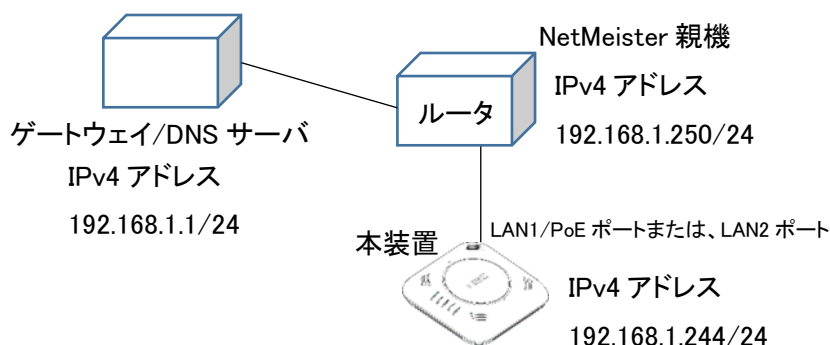 NetMeister 親機
IPv4 アドレス
192.168.1.250/24
ルータ
ゲートウェイ/DNS サーバ
IPv4 アドレス
192.168.1.1/24
LAN1/PoE ポートまたは、LAN2 ポート
本装置
IPv4 アドレス
192.168.1.244/24